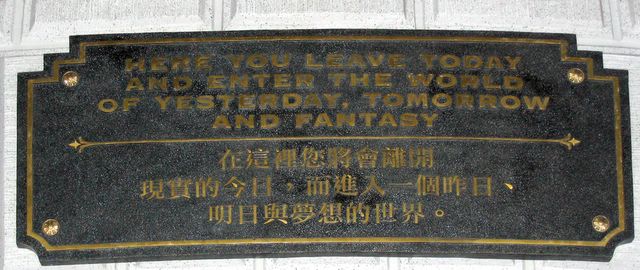 HERE YOU LEAVE TODAY
AND ENTER THE WORLD
OF YESTERDAY, TOMORROW
AND FANTASY
在這裡您將會離開
現實的今日，而進入一個昨日、
明日與夢想的世界。